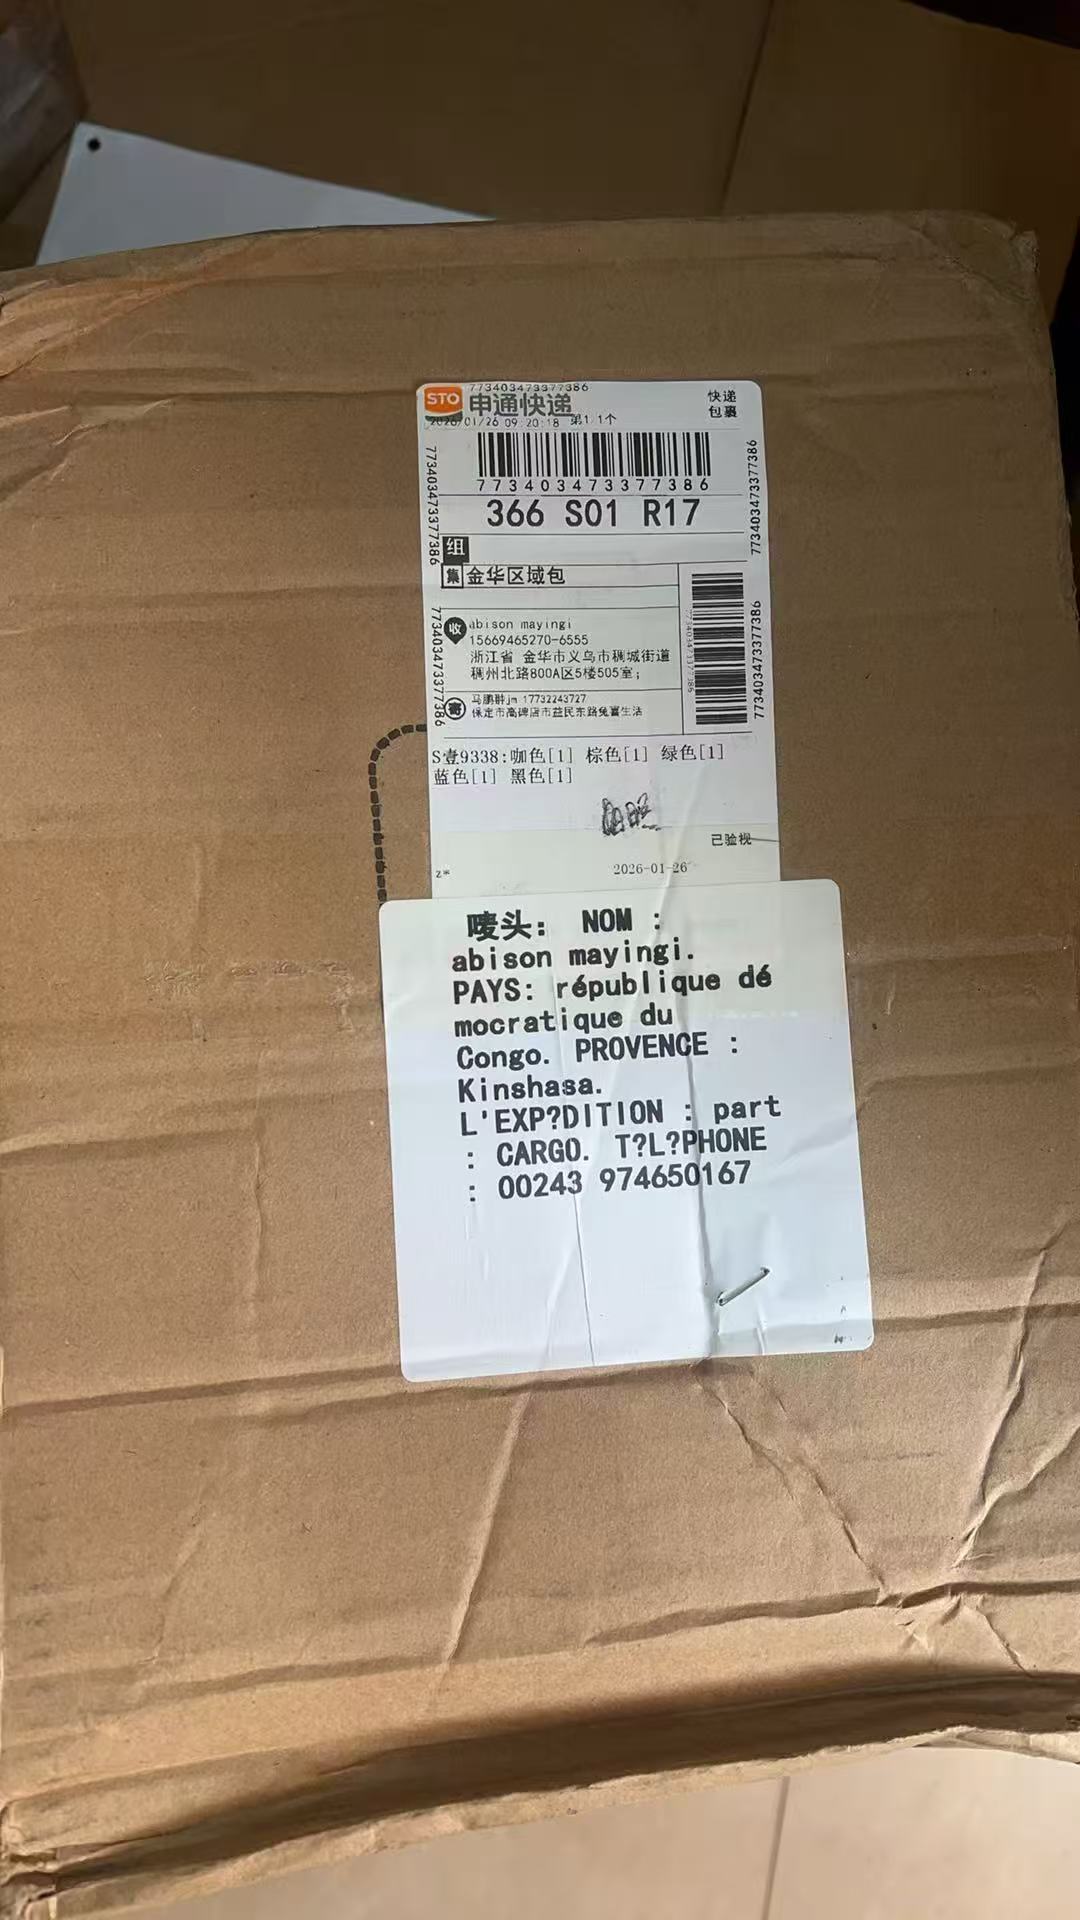 773403473377386
STO 申通快递
快递
包裹
2026/01/26 09:20:18 第1/1个
773403473377386
366 S01 R17
773403473377386
773403473377386
组
集 金华区域包
773403473377386
773403473377386
773403473377386
收 abison mayingi
15669465270-6555
浙江省 金华市义乌市稠城街道
稠州北路800A区5楼505室；
寄 马鹏翀jm 17732243727
保定市高碑店市益民东路兔喜生活
S壹9338:咖色[1] 棕色[1] 绿色[1]
蓝色[1] 黑色[1]
已验视
z* 2026-01-26
唛头： NOM :
abison mayingi.
PAYS: république dé
mocratique du
Congo. PROVENCE :
Kinshasa.
L'EXP?DITION : part
: CARGO. T?L?PHONE
: 00243 974650167